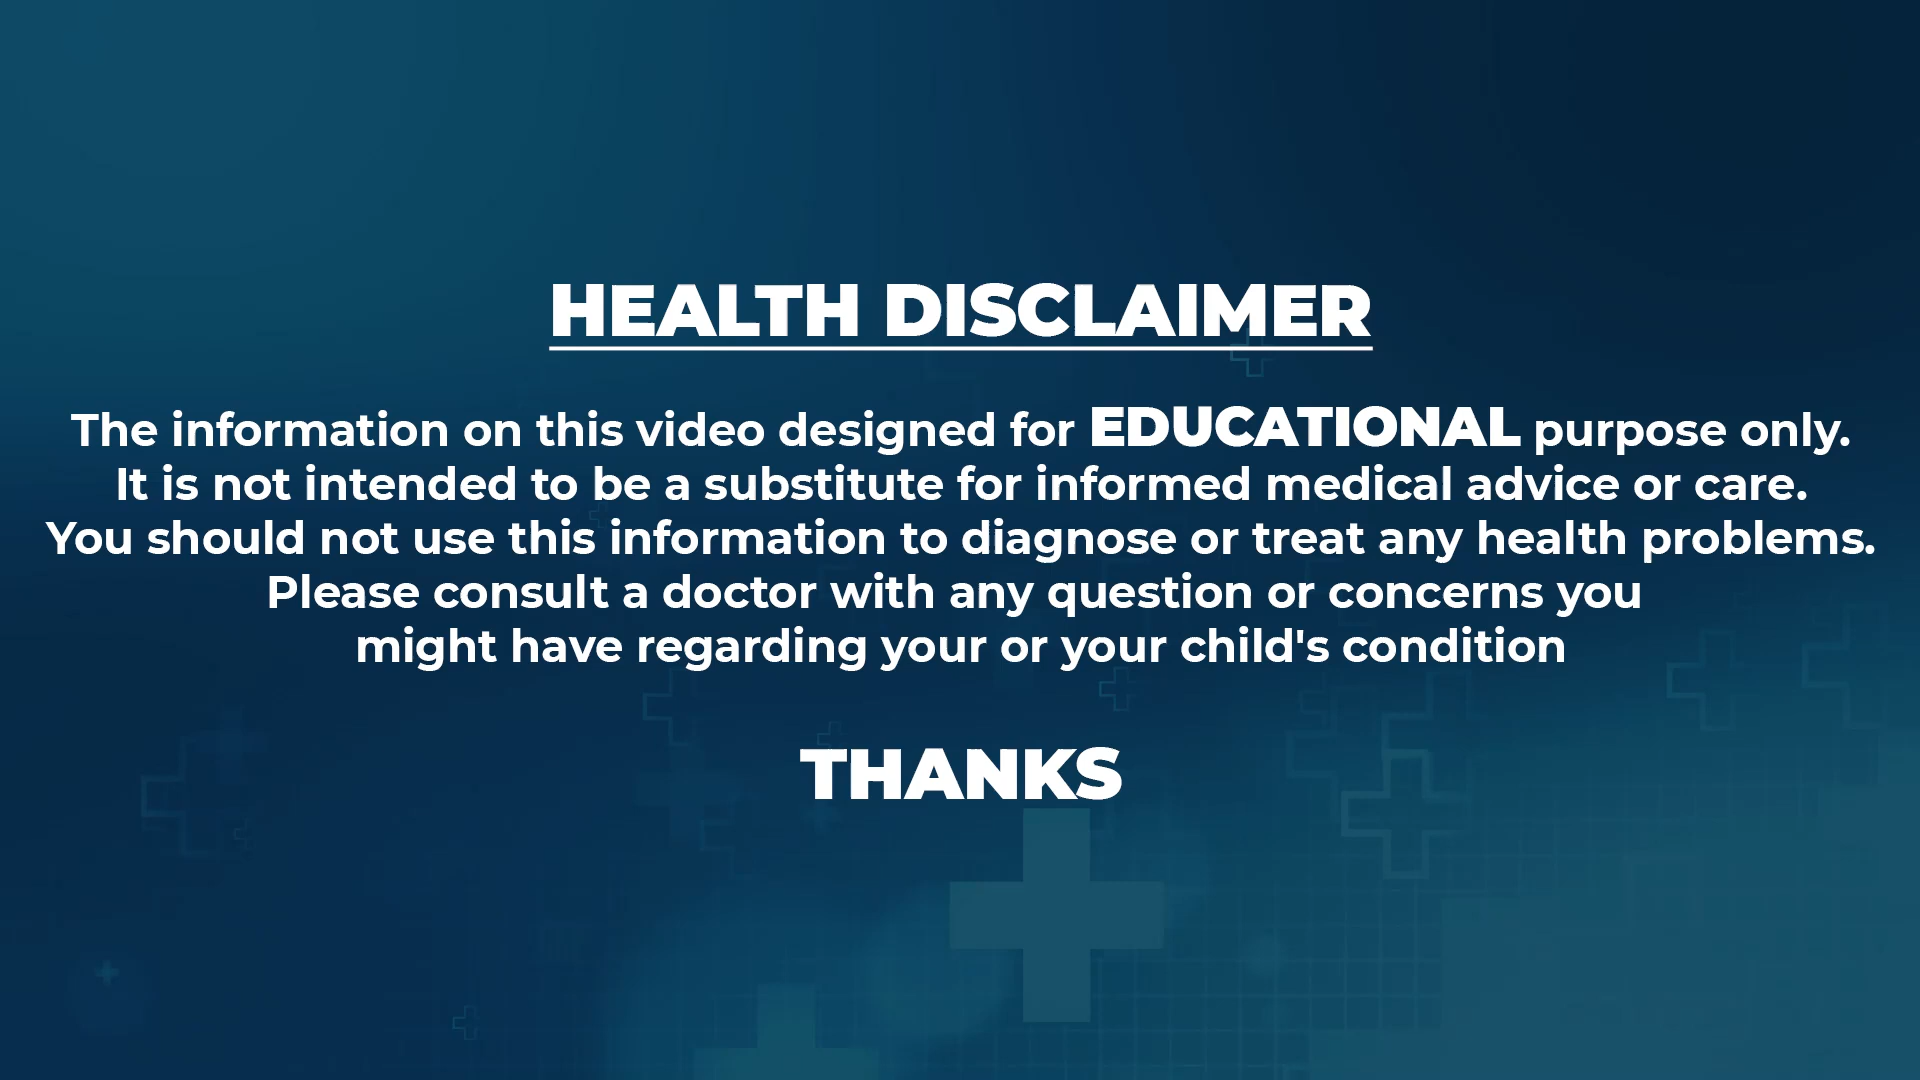 HEALTH DISCLAIMER
The information on this video designed for EDUCATIONAL purpose only.
It is not intended to be a substitute for informed medical advice or care.
You should not use this information to diagnose or treat any health problems.
Please consult a doctor with any question or concerns you
might have regarding your or your child's condition
THANKS